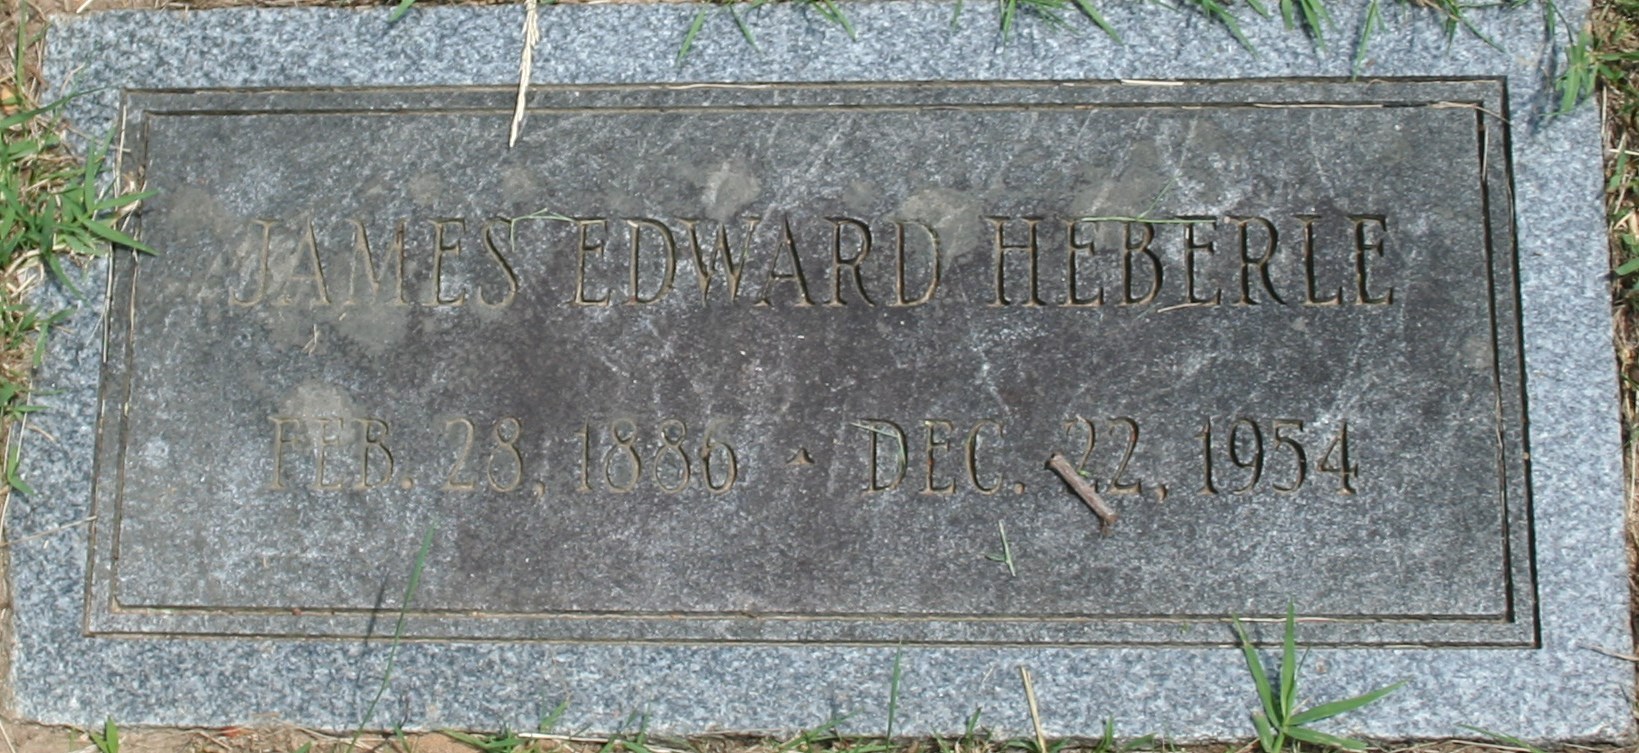 JAMES EDWARD HEBERLE
FEB. 28, 1886 - DEC. 22, 1954